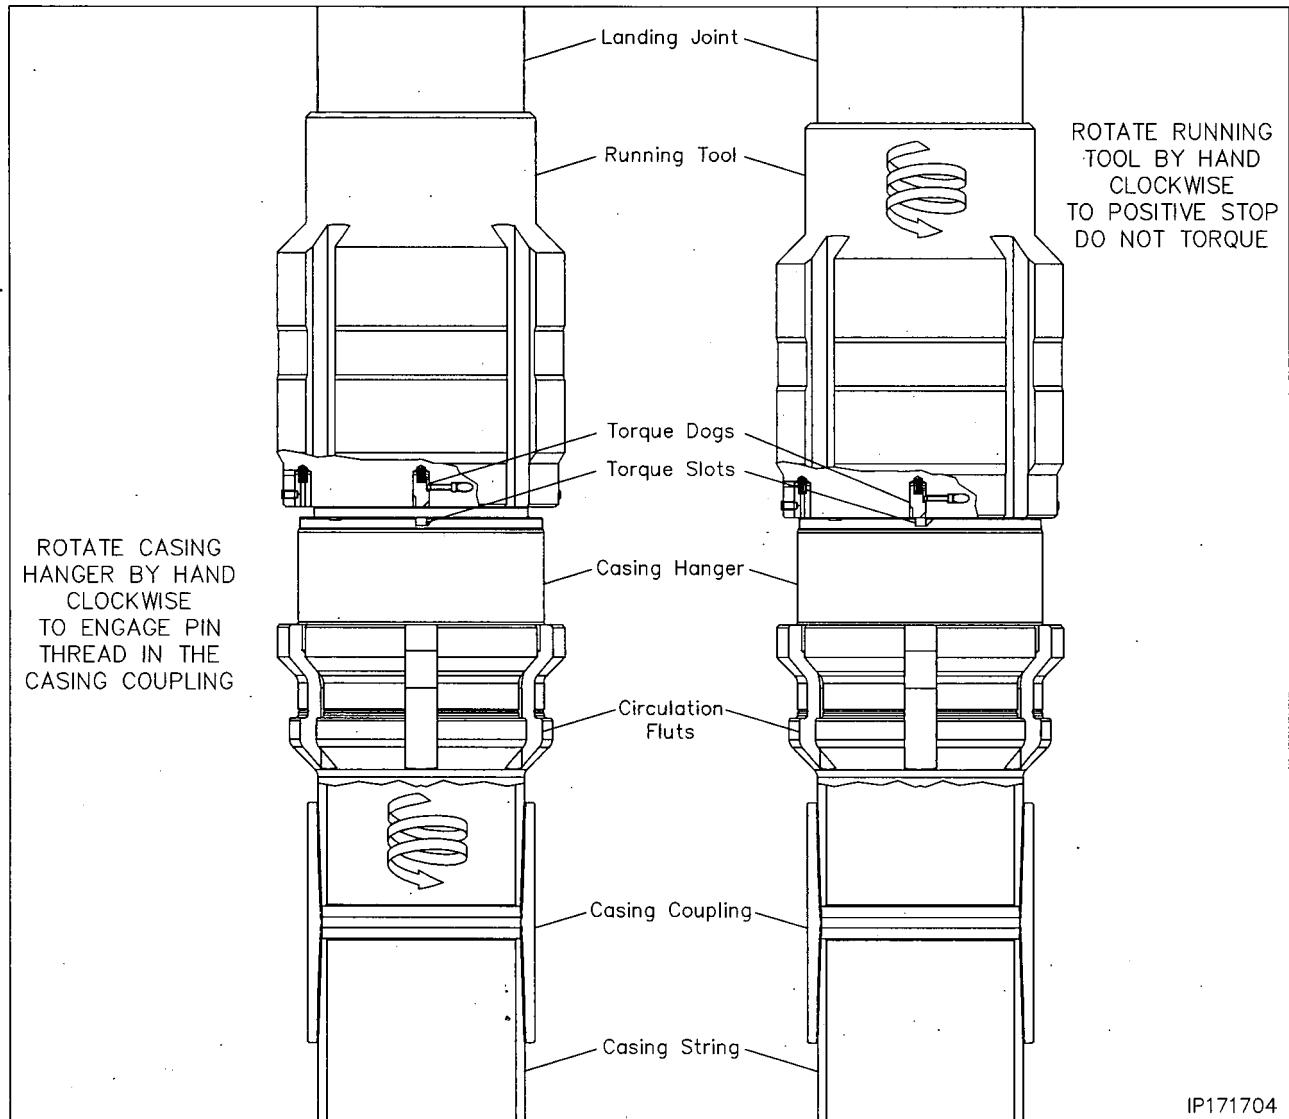 Landing Joint
Running Tool
ROTATE RUNNING
TOOL BY HAND
CLOCKWISE
TO POSITIVE STOP
DO NOT TORQUE
Torque Dogs
Torque Slots
ROTATE CASING
HANGER BY HAND
CLOCKWISE
TO ENGAGE PIN
THREAD IN THE
CASING COUPLING
Casing Hanger
Circulation
Fluts
Casing Coupling
Casing String
IP171704